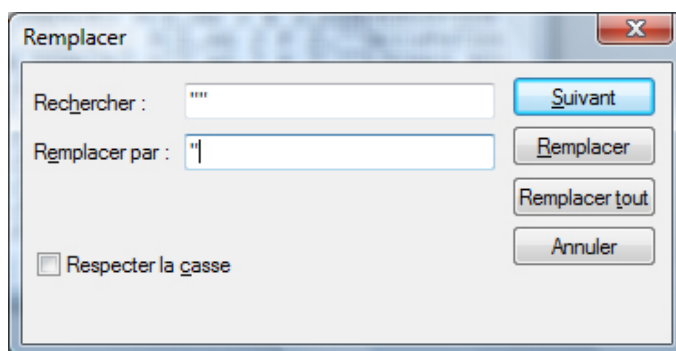 Remplacer
Rechercher : ""
Suivant
Remplacer par : "
Remplacer
Remplacer tout
Annuler
Respecter la casse